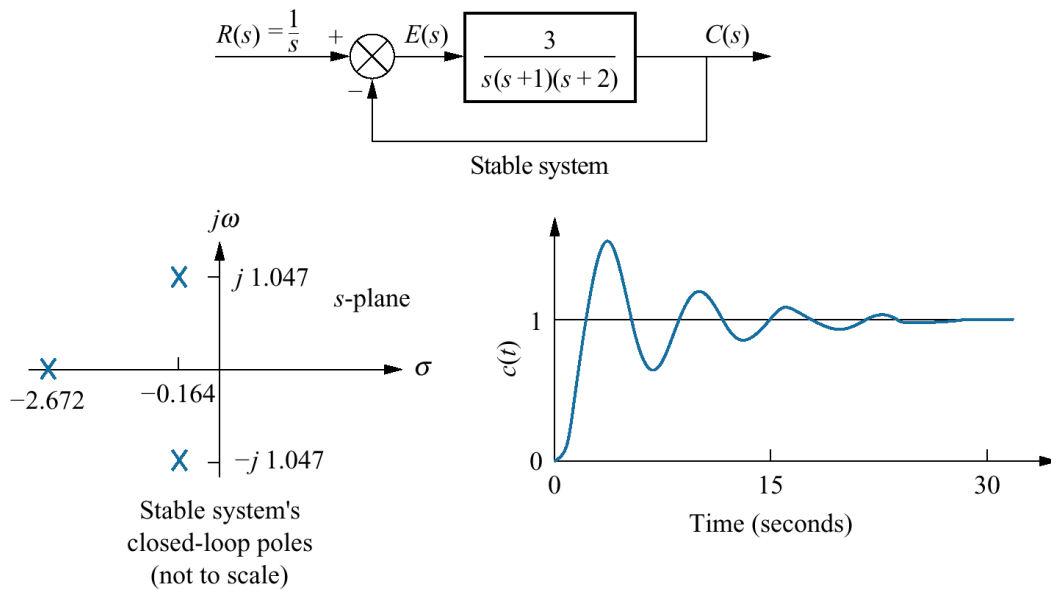 R(s) = 1/s
+
−
E(s)
3
s(s+1)(s+2)
C(s)
Stable system
jω
j 1.047
s-plane
σ
−2.672
−0.164
−j 1.047
Stable system's
closed-loop poles
(not to scale)
c(t)
1
0
0
15
30
Time (seconds)